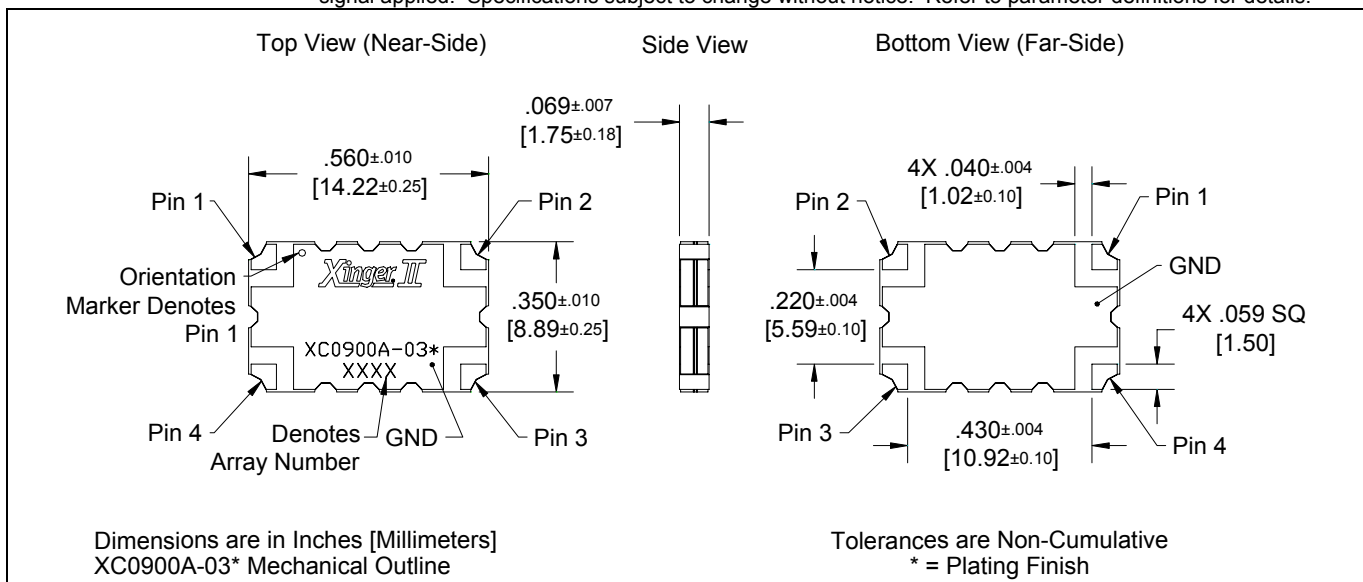 signal applied. Specifications subject to change without notice. Refer to parameter definitions for details.
Top View (Near-Side)
Side View
Bottom View (Far-Side)
.069±.007
[1.75±0.18]
.560±.010
[14.22±0.25]
4X .040±.004
[1.02±0.10]
Pin 1
Pin 2
Pin 2
Pin 1
Orientation
Marker Denotes
Pin 1
Xinger II
GND
.350±.010
[8.89±0.25]
.220±.004
[5.59±0.10]
4X .059 SQ
[1.50]
XC0900A-03*
XXXX
Pin 4
Denotes
Array Number
GND
Pin 3
Pin 3
.430±.004
[10.92±0.10]
Pin 4
Dimensions are in Inches [Millimeters]
XC0900A-03* Mechanical Outline
Tolerances are Non-Cumulative
* = Plating Finish